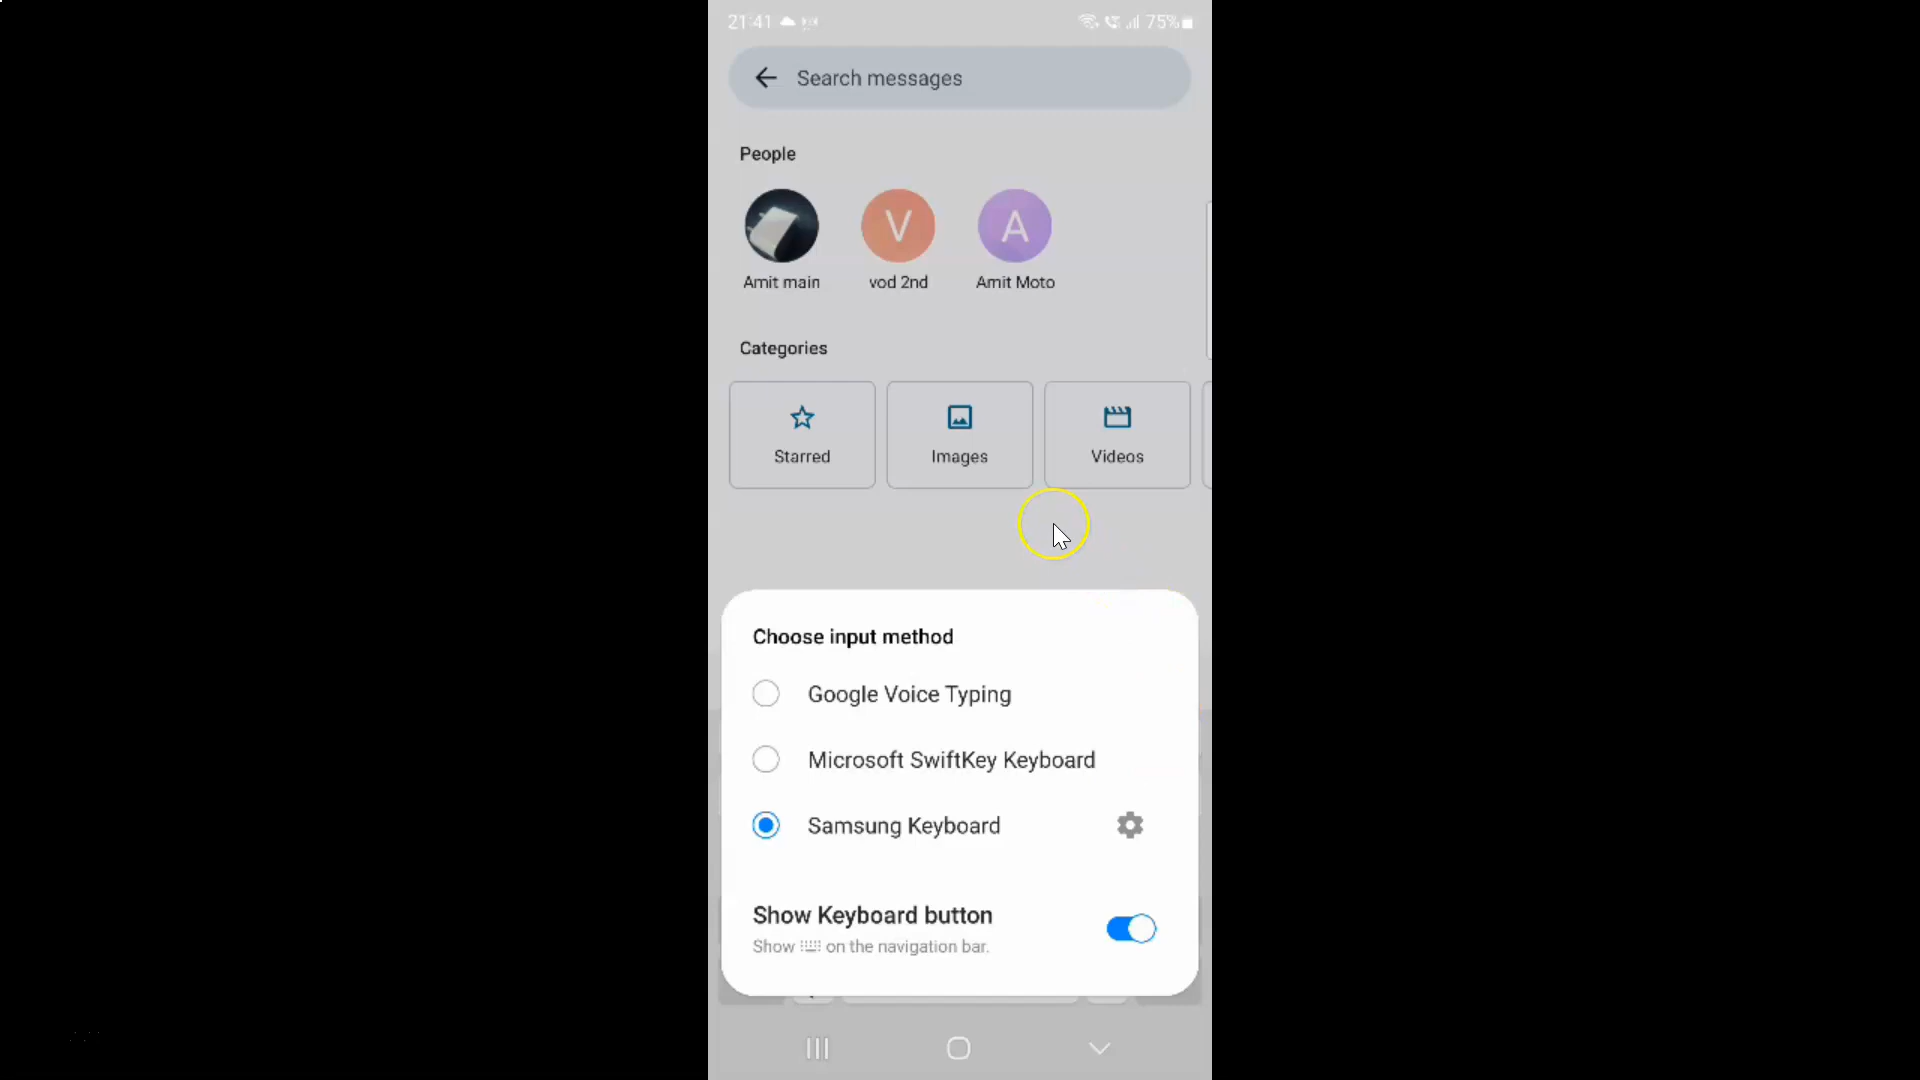 21:41
75%
Search messages
People
V
A
Amit main
vod 2nd
Amit Moto
Categories
Starred
Images
Videos
Choose input method
Google Voice Typing
Microsoft SwiftKey Keyboard
Samsung Keyboard
Show Keyboard button
Show on the navigation bar.